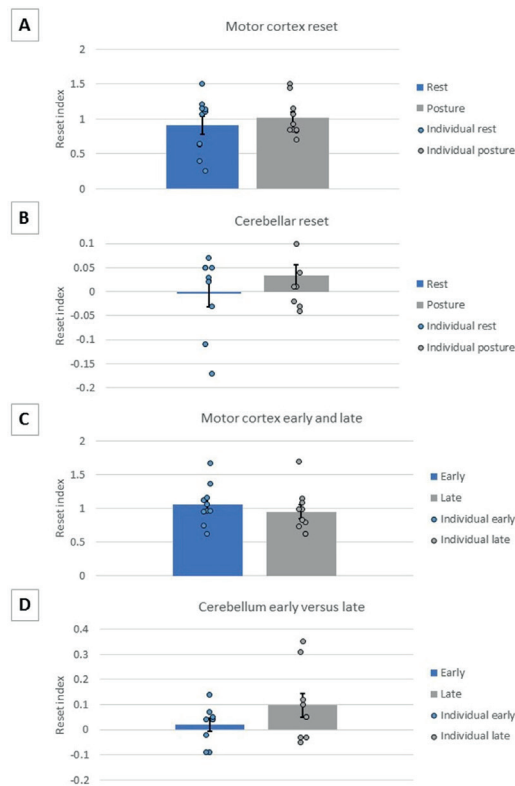 A
Motor cortex reset
2
1.5
1
0.5
0
Reset index
Rest
Posture
Individual rest
Individual posture
B
Cerebellar reset
0.1
0.05
0
-0.05
-0.1
-0.15
-0.2
Reset index
Rest
Posture
Individual rest
Individual posture
C
Motor cortex early and late
2
1.5
1
0.5
0
Reset index
Early
Late
Individual early
Individual late
D
Cerebellum early versus late
0.4
0.3
0.2
0.1
0
-0.1
-0.2
Reset index
Early
Late
Individual early
Individual late